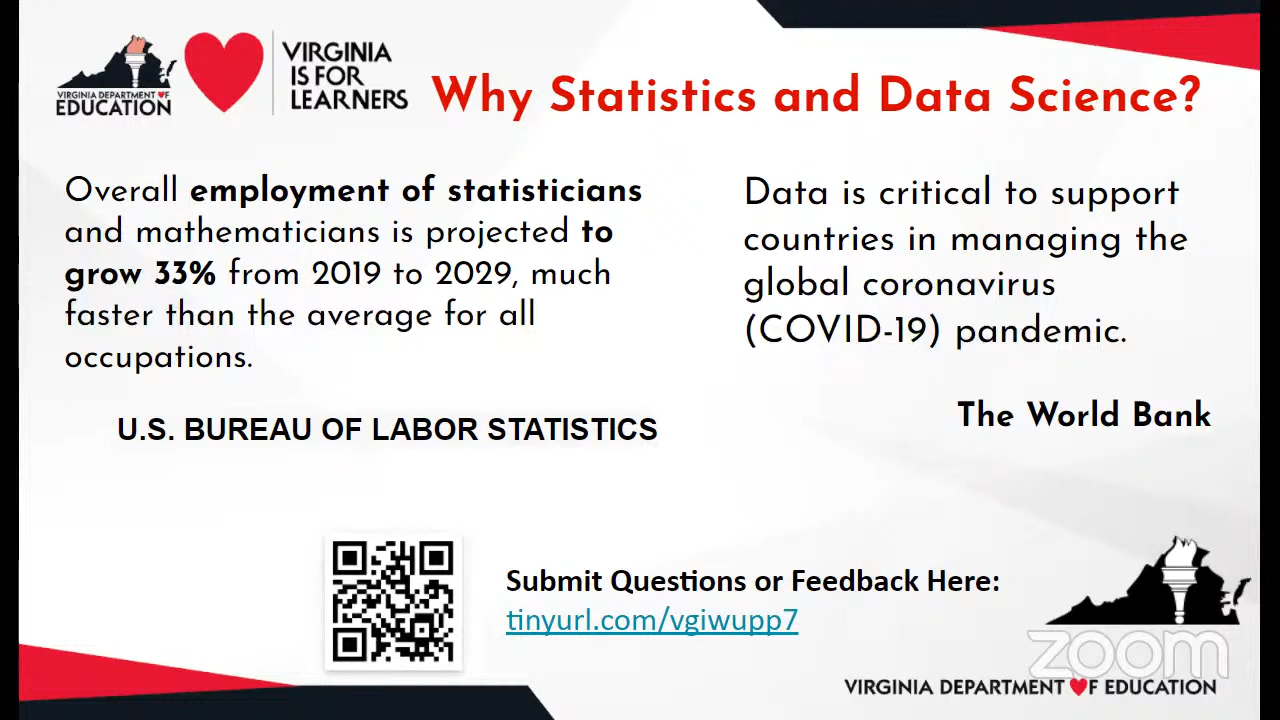 VIRGINIA DEPARTMENT OF
EDUCATION
VIRGINIA
IS FOR
LEARNERS
Why Statistics and Data Science?
Overall employment of statisticians
and mathematicians is projected to
grow 33% from 2019 to 2029, much
faster than the average for all
occupations.
U.S. BUREAU OF LABOR STATISTICS
Data is critical to support
countries in managing the
global coronavirus
(COVID-19) pandemic.
The World Bank
Submit Questions or Feedback Here:
tinyurl.com/vgiwupp7
zoom
VIRGINIA DEPARTMENT OF EDUCATION